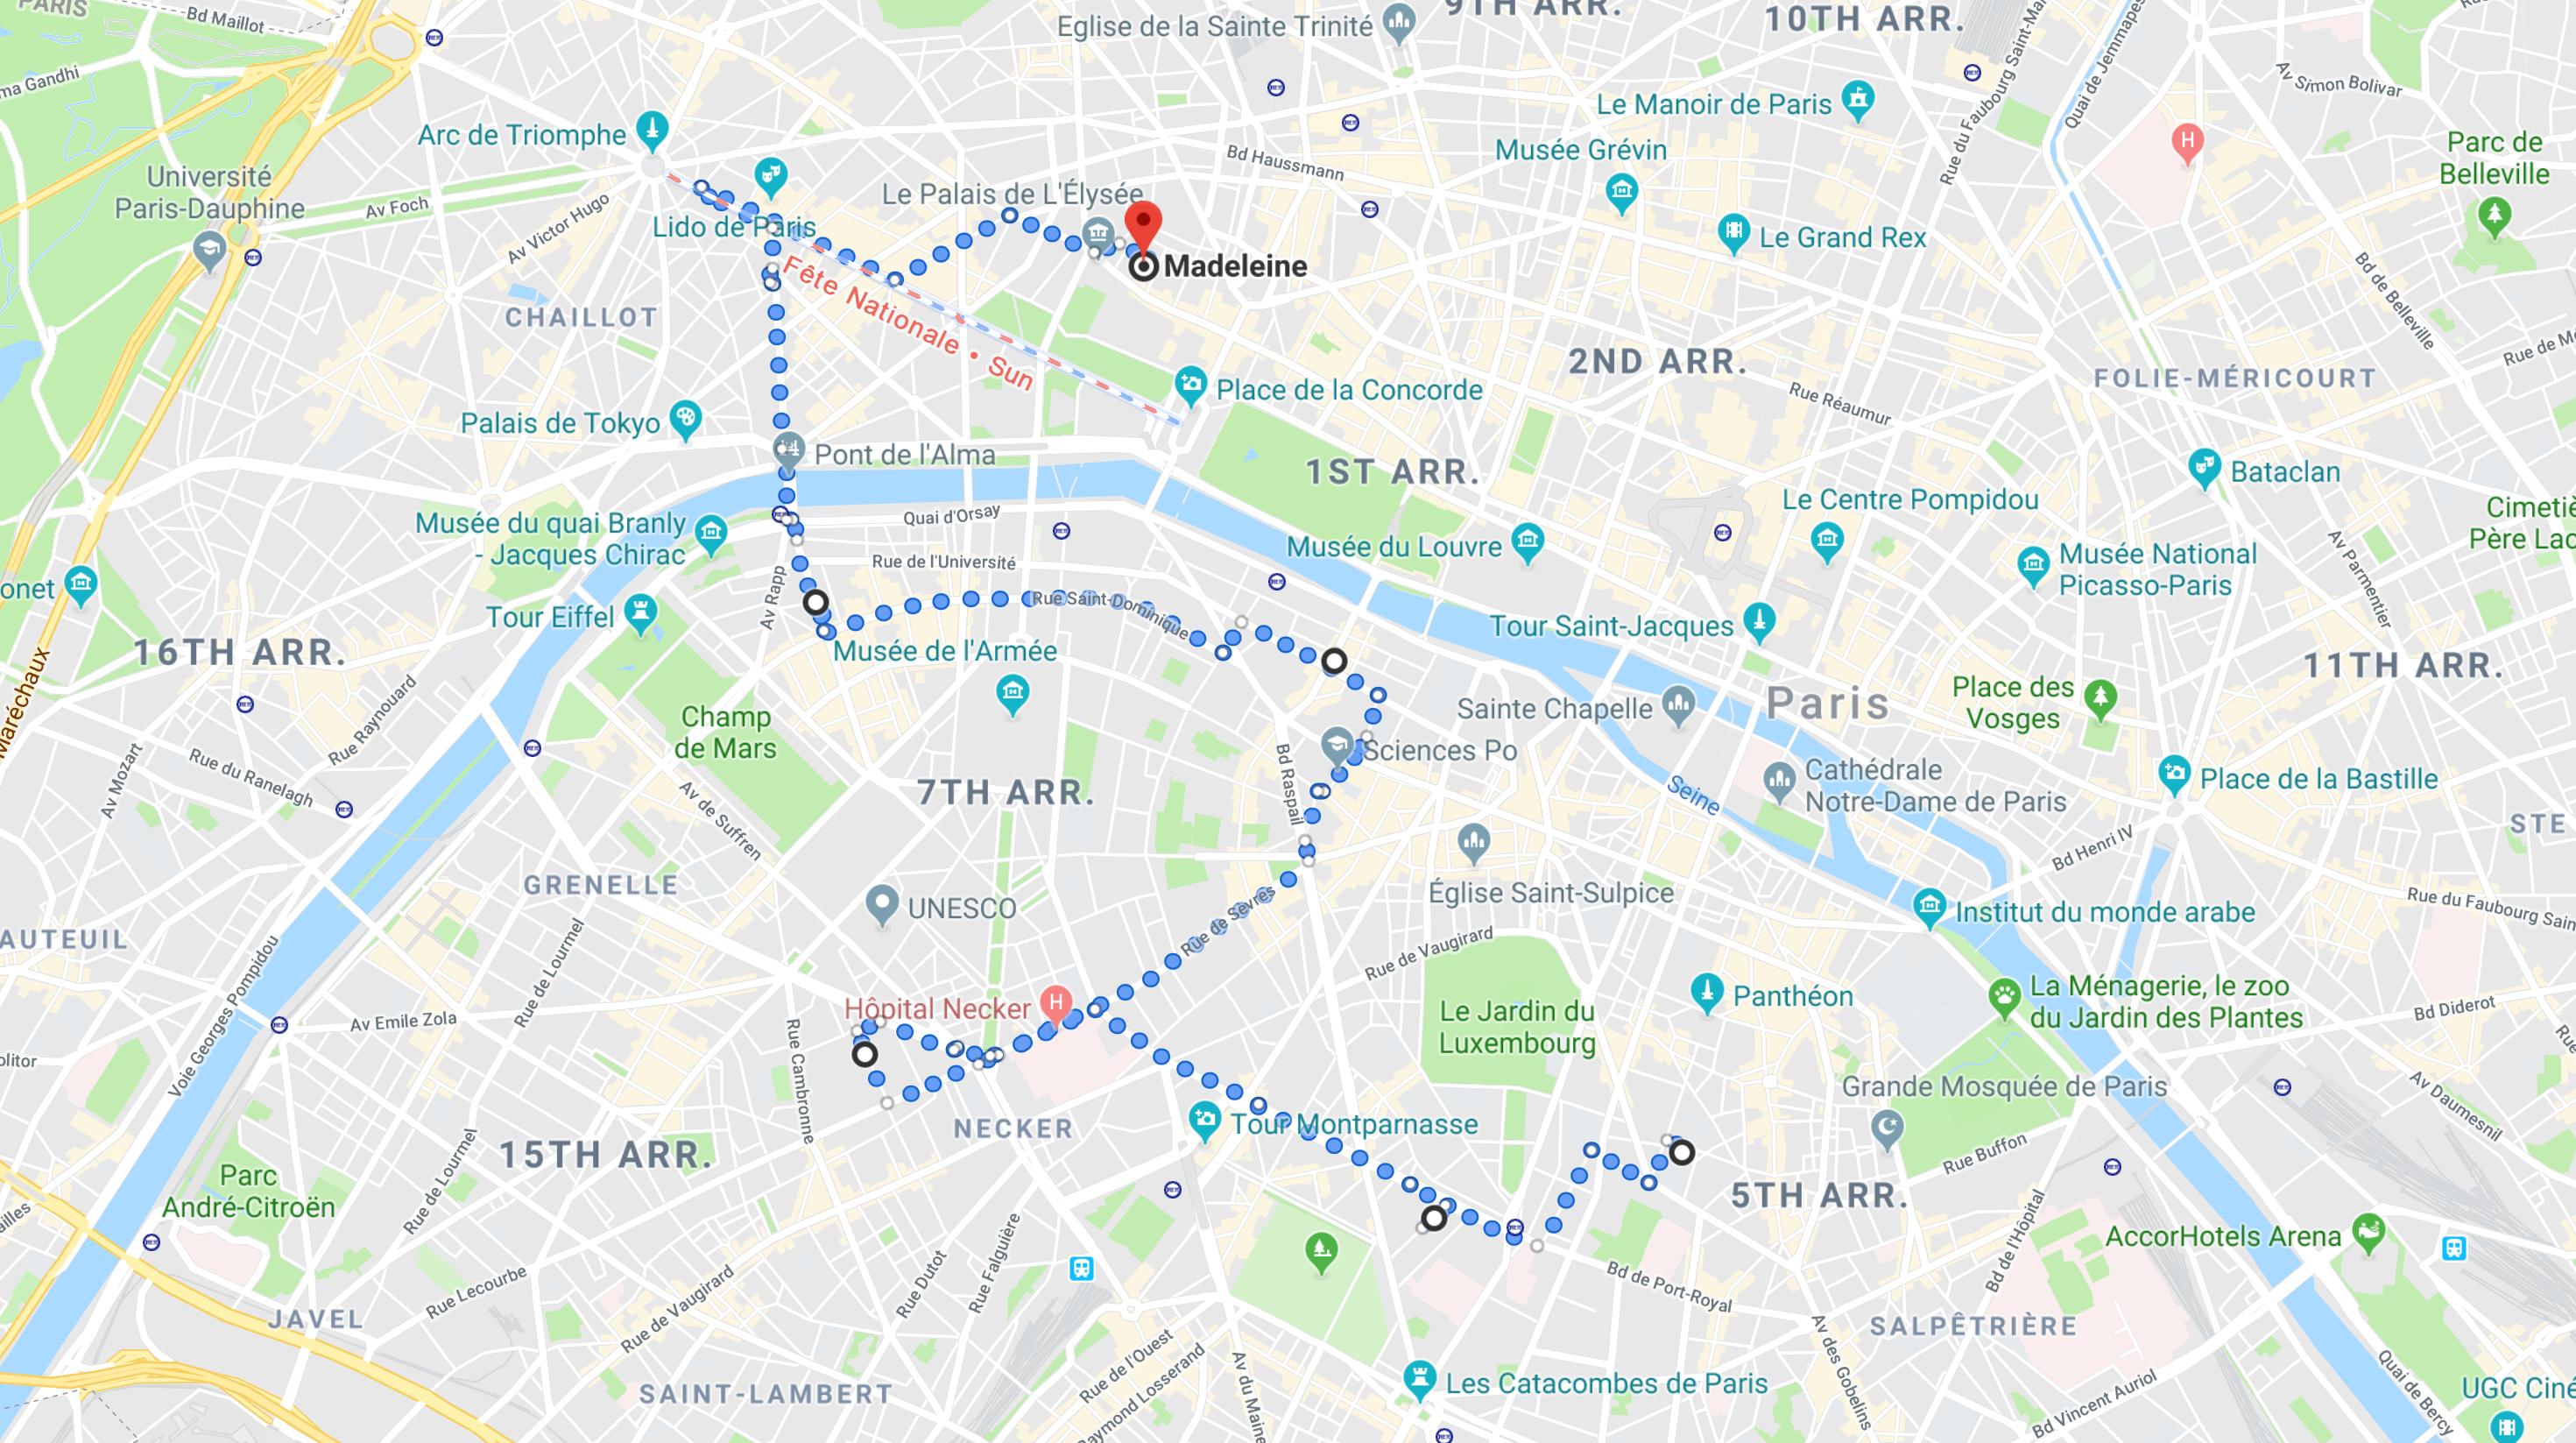 PARIS
Bd Maillot
9TH ARR.
10TH ARR.
Eglise de la Sainte Trinité
ma Gandhi
Quai de Jemmapes
Av Simon Bolivar
Le Manoir de Paris
Rue du Faubourg Saint-Mar
Arc de Triomphe
Bd Haussmann
Musée Grévin
Parc de
Belleville
Université
Paris-Dauphine
Av Foch
Av Victor Hugo
Le Palais de L'Élysée
Lido de Paris
Le Grand Rex
Madeleine
Fête Nationale • Sun
Bd de Belleville
CHAILLOT
2ND ARR.
Rue Réaumur
FOLIE-MÉRICOURT
Rue de M
Place de la Concorde
Palais de Tokyo
Pont de l'Alma
1ST ARR.
Bataclan
Le Centre Pompidou
Musée du quai Branly
- Jacques Chirac
Quai d'Orsay
Musée du Louvre
Cimetiè
Père Lac
Rue de l'Université
Musée National
Picasso-Paris
Av Parmentier
onet
Av Rapp
Rue Saint-Dominique
Tour Eiffel
Tour Saint-Jacques
16TH ARR.
Musée de l'Armée
11TH ARR.
Maréchaux
Rue Raynouard
Place des
Vosges
Sainte Chapelle
Paris
Champ
de Mars
Sciences Po
Av Mozart
Rue du Ranelagh
Bd Raspail
7TH ARR.
Av de Suffren
Seine
Cathédrale
Notre-Dame de Paris
Place de la Bastille
STE
Bd Henri IV
GRENELLE
Église Saint-Sulpice
UNESCO
Rue de Sèvres
Institut du monde arabe
Rue du Faubourg Sain
AUTEUIL
Rue de Vaugirard
Voie Georges Pompidou
Rue de Lourmel
Hôpital Necker
Le Jardin du
Luxembourg
Panthéon
La Ménagerie, le zoo
du Jardin des Plantes
Bd Diderot
Rue
Av Emile Zola
Rue Cambronne
olitor
Grande Mosquée de Paris
Av Daumesnil
NECKER
Tour Montparnasse
15TH ARR.
Rue Buffon
Parc
André-Citroën
Rue de Lourmel
5TH ARR.
Bd de l'Hôpital
AccorHotels Arena
ailles
Rue Lecourbe
Rue de Vaugirard
Rue Dutot
Rue Falguière
Bd de Port-Royal
JAVEL
SALPÊTRIÈRE
Av des Gobelins
Rue de l'Ouest
Raymond Losserand
Av du Maine
SAINT-LAMBERT
Les Catacombes de Paris
Bd Vincent Auriol
Quai de Bercy
UGC Ciné